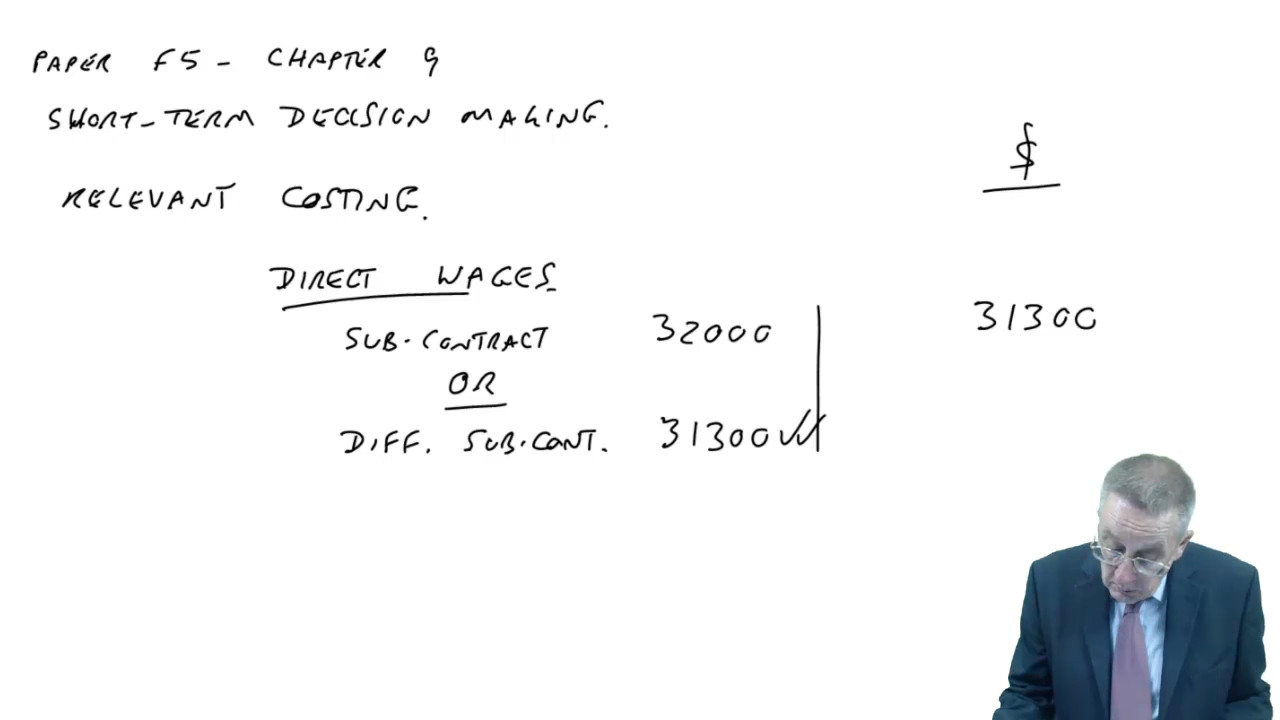 PAPER F5 - CHAPTER 9
SHORT-TERM DECISION MAKING.
$
RELEVANT COSTING.
DIRECT WAGES
SUB-CONTRACT 32000 31300
OR
DIFF. SUB.CONT. 31300 ✓✓